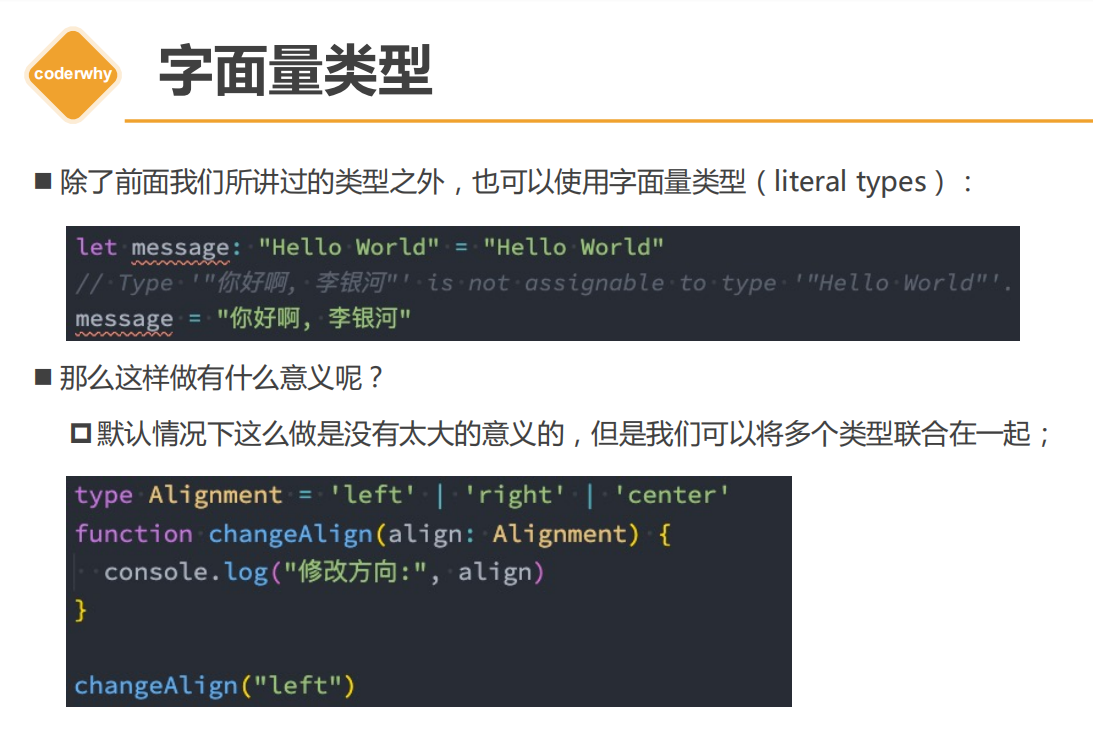 coderwhy
字面量类型
■ 除了前面我们所讲过的类型之外，也可以使用字面量类型（literal types）：
let message: "Hello World" = "Hello World"
// Type '"你好啊, 李银河"' is not assignable to type '"Hello World"'.
message = "你好啊, 李银河"
■ 那么这样做有什么意义呢？
默认情况下这么做是没有太大的意义的，但是我们可以将多个类型联合在一起；
type Alignment = 'left' | 'right' | 'center'
function changeAlign(align: Alignment) {
  console.log("修改方向:", align)
}
changeAlign("left")